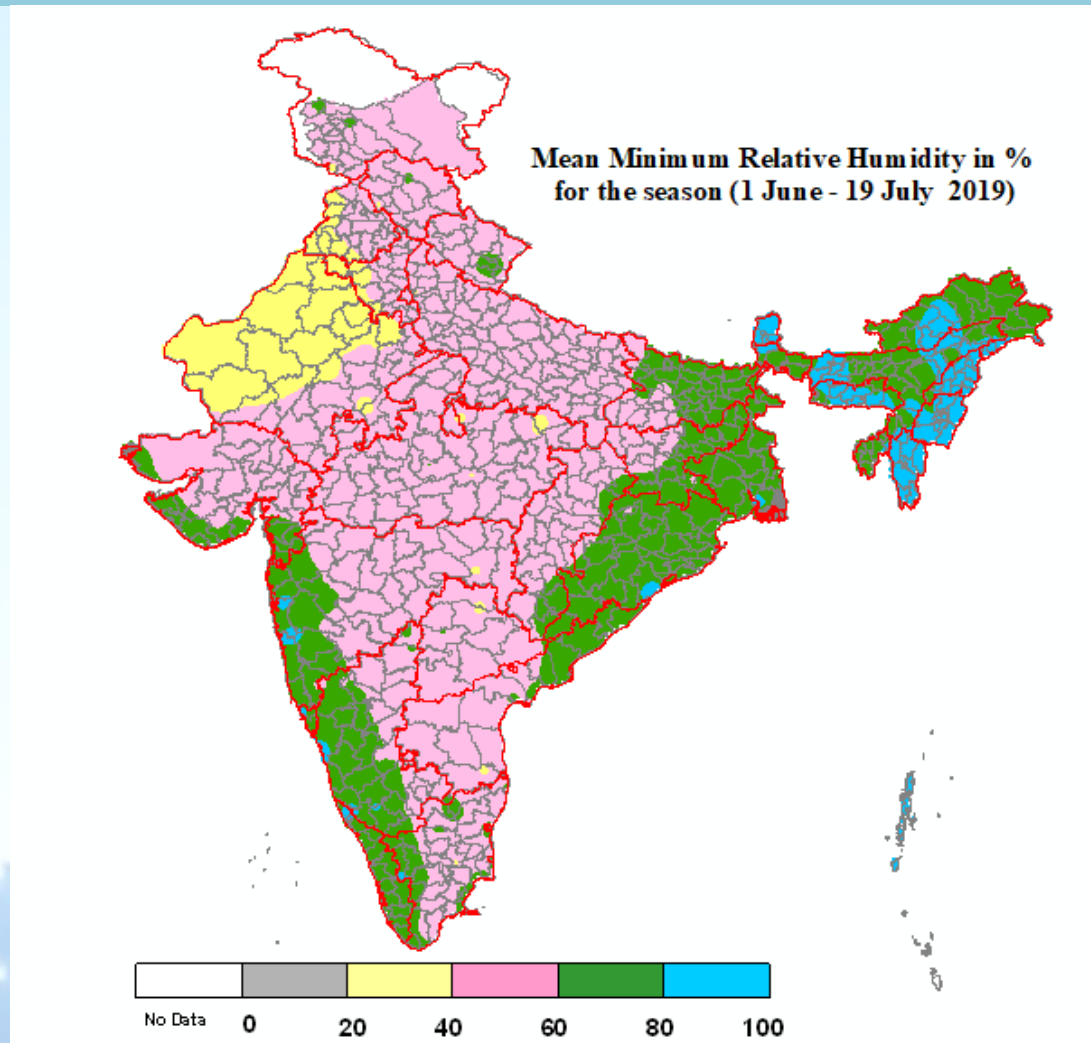 Mean Minimum Relative Humidity in %
for the season (1 June - 19 July 2019)
No Data 0 20 40 60 80 100